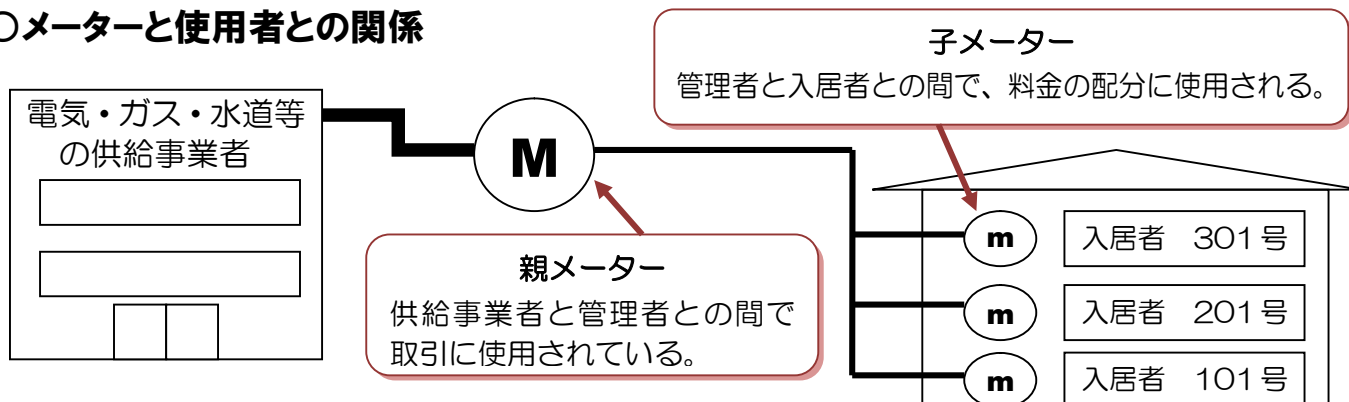 ○メーターと使用者との関係
子メーター
管理者と入居者との間で、料金の配分に使用される。
電気・ガス・水道等
の供給事業者
M
親メーター
供給事業者と管理者との間で
取引に使用されている。
m 入居者　301号
m 入居者　201号
m 入居者　101号